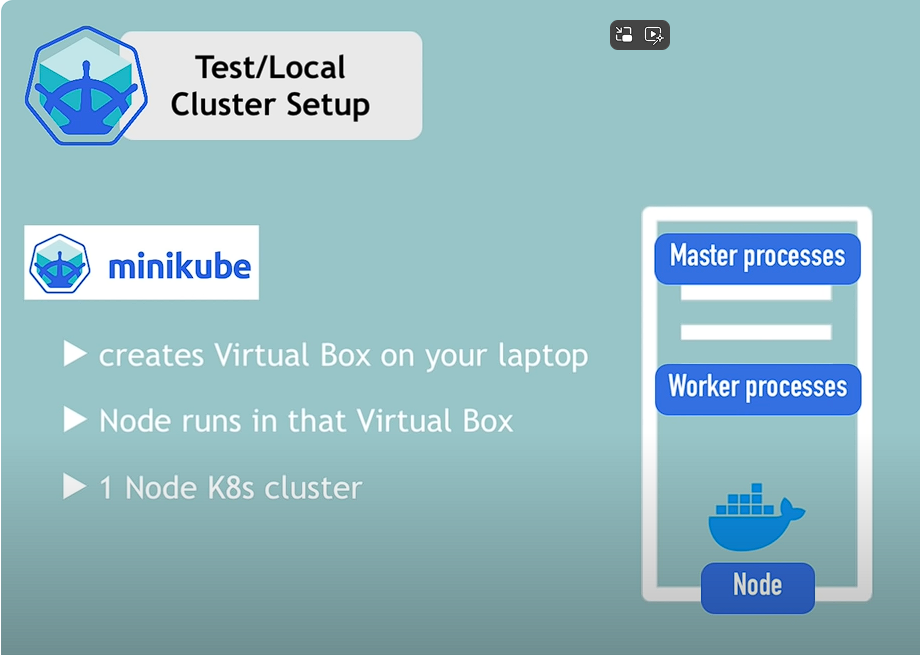 Test/Local
Cluster Setup
minikube
creates Virtual Box on your laptop
Node runs in that Virtual Box
1 Node K8s cluster
Master processes
Worker processes
Node